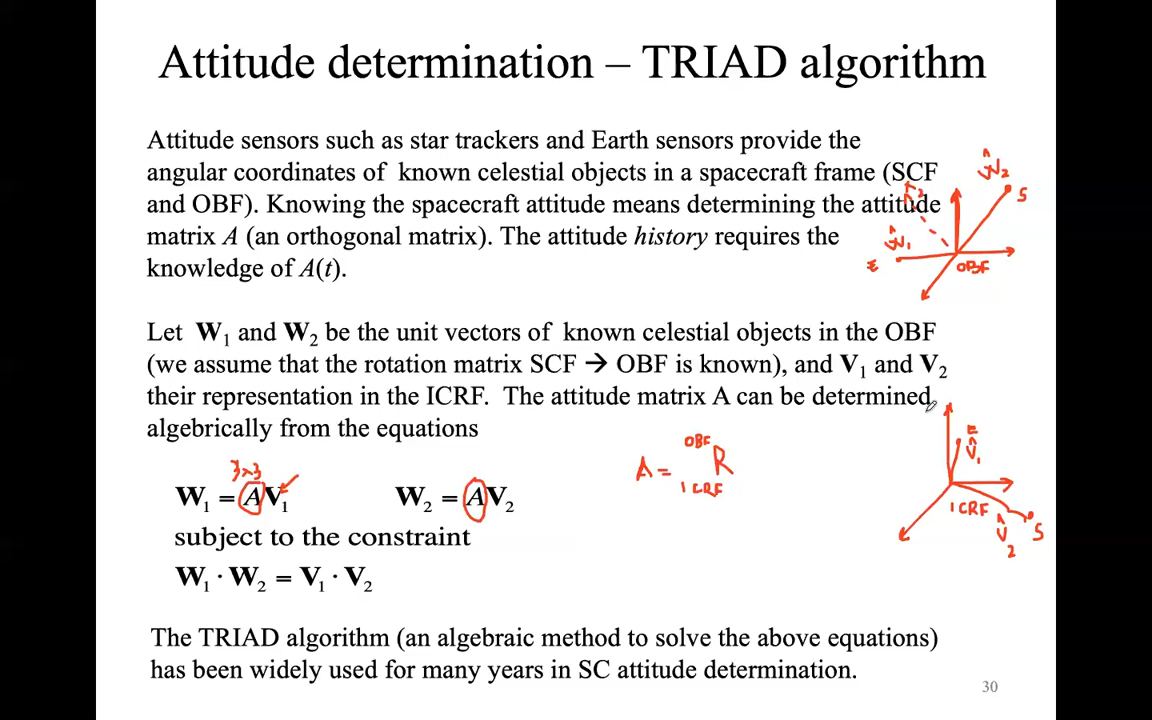 Attitude determination – TRIAD algorithm
Attitude sensors such as star trackers and Earth sensors provide the
angular coordinates of known celestial objects in a spacecraft frame (SCF
and OBF). Knowing the spacecraft attitude means determining the attitude
matrix A (an orthogonal matrix). The attitude history requires the
knowledge of A(t).
Ŵ₂
S
Ŵ₁
E
OBF
Let W₁ and W₂ be the unit vectors of known celestial objects in the OBF
(we assume that the rotation matrix SCF → OBF is known), and V₁ and V₂
their representation in the ICRF. The attitude matrix A can be determined
algebrically from the equations
3×3
W₁ = AV₁ W₂ = AV₂
A = OBF R ICRF
E
V̂₁
ICRF
V̂₂
S
subject to the constraint
W₁ · W₂ = V₁ · V₂
The TRIAD algorithm (an algebraic method to solve the above equations)
has been widely used for many years in SC attitude determination.
30